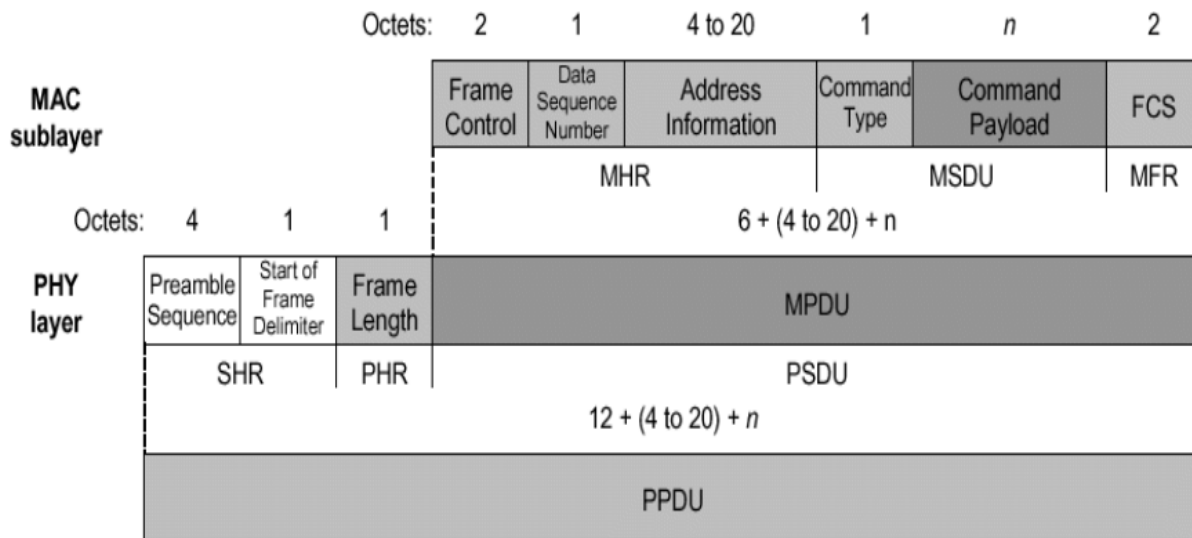 Octets: 2 1 4 to 20 1 n 2
MAC
sublayer
Frame
Control
Data
Sequence
Number
Address
Information
Command
Type
Command
Payload
FCS
MHR MSDU MFR
Octets: 4 1 1 6 + (4 to 20) + n
PHY
layer
Preamble
Sequence
Start of
Frame
Delimiter
Frame
Length
MPDU
SHR PHR PSDU
12 + (4 to 20) + n
PPDU